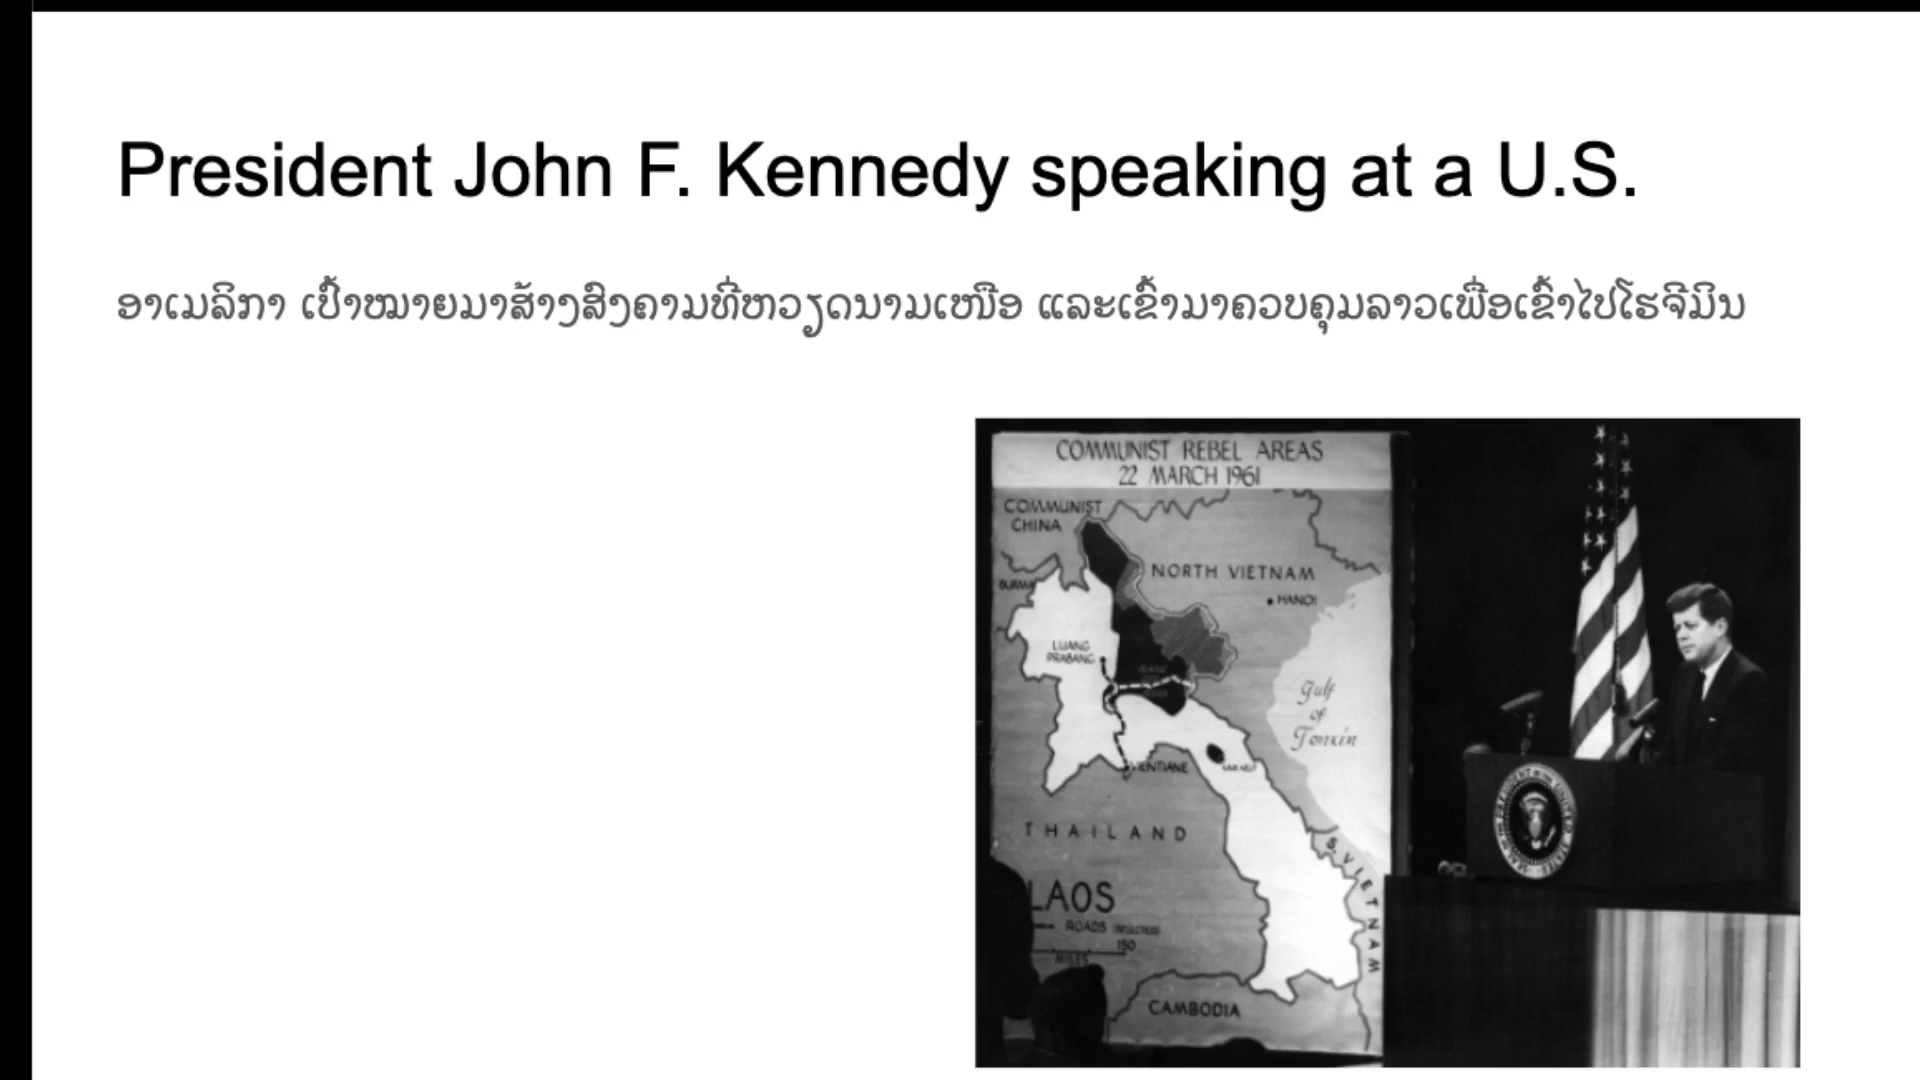 President John F. Kennedy speaking at a U.S.
ອາເມລິກາ ເປົ້າໝາຍມາສ້າງສົງຄາມທີ່ຫວຽດນາມເໜືອ ແລະເຂົ້າມາຄວບຄຸມລາວເພື່ອເຂົ້າໄປໂຮຈີມິນ
COMMUNIST REBEL AREAS
22 MARCH 1961
COMMUNIST
CHINA
BURMA
NORTH VIETNAM
HANOI
LUANG
PRABANG
Gulf
of
Tonkin
VIENTIANE
THAILAND
S. VIETNAM
LAOS
ROADS
150
MILES
CAMBODIA